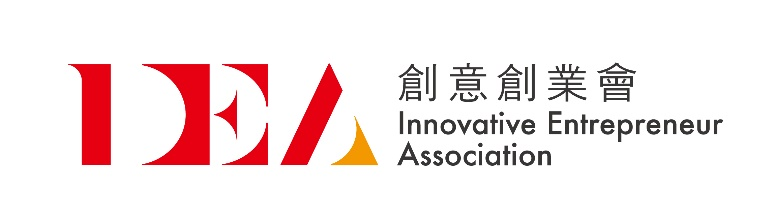 IDEA
創意創業會
Innovative Entrepreneur
Association